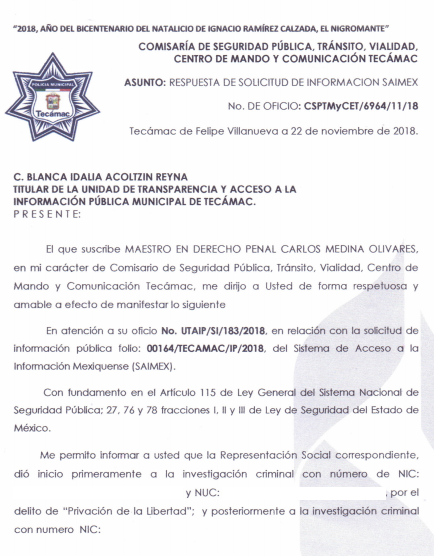 "2018, AÑO DEL BICENTENARIO DEL NATALICIO DE IGNACIO RAMÍREZ CALZADA, EL NIGROMANTE"
COMISARÍA DE SEGURIDAD PÚBLICA, TRÁNSITO, VIALIDAD,
CENTRO DE MANDO Y COMUNICACIÓN TECÁMAC
POLICIA MUNICIPAL
Tecámac
ASUNTO: RESPUESTA DE SOLICITUD DE INFORMACION SAIMEX
No. DE OFICIO: CSPTMyCET/6964/11/18
Tecámac de Felipe Villanueva a 22 de noviembre de 2018.
C. BLANCA IDALIA ACOLTZIN REYNA
TITULAR DE LA UNIDAD DE TRANSPARENCIA Y ACCESO A LA
INFORMACIÓN PÚBLICA MUNICIPAL DE TECÁMAC.
P R E S E N T E:
El que suscribe MAESTRO EN DERECHO PENAL CARLOS MEDINA OLIVARES,
en mi carácter de Comisario de Seguridad Pública, Tránsito, Vialidad, Centro de
Mando y Comunicación Tecámac, me dirijo a Usted de forma respetuosa y
amable a efecto de manifestar lo siguiente
En atención a su oficio No. UTAIP/SI/183/2018, en relación con la solicitud de
información pública folio: 00164/TECAMAC/IP/2018, del Sistema de Acceso a la
Información Mexiquense (SAIMEX).
Con fundamento en el Artículo 115 de Ley General del Sistema Nacional de
Seguridad Pública; 27, 76 y 78 fracciones I, II y III de Ley de Seguridad del Estado de
México.
Me permito informar a usted que la Representación Social correspondiente,
dió inicio primeramente a la investigación criminal con número de NIC:
y NUC: ; por el
delito de "Privación de la Libertad"; y posteriormente a la investigación criminal
con numero NIC: